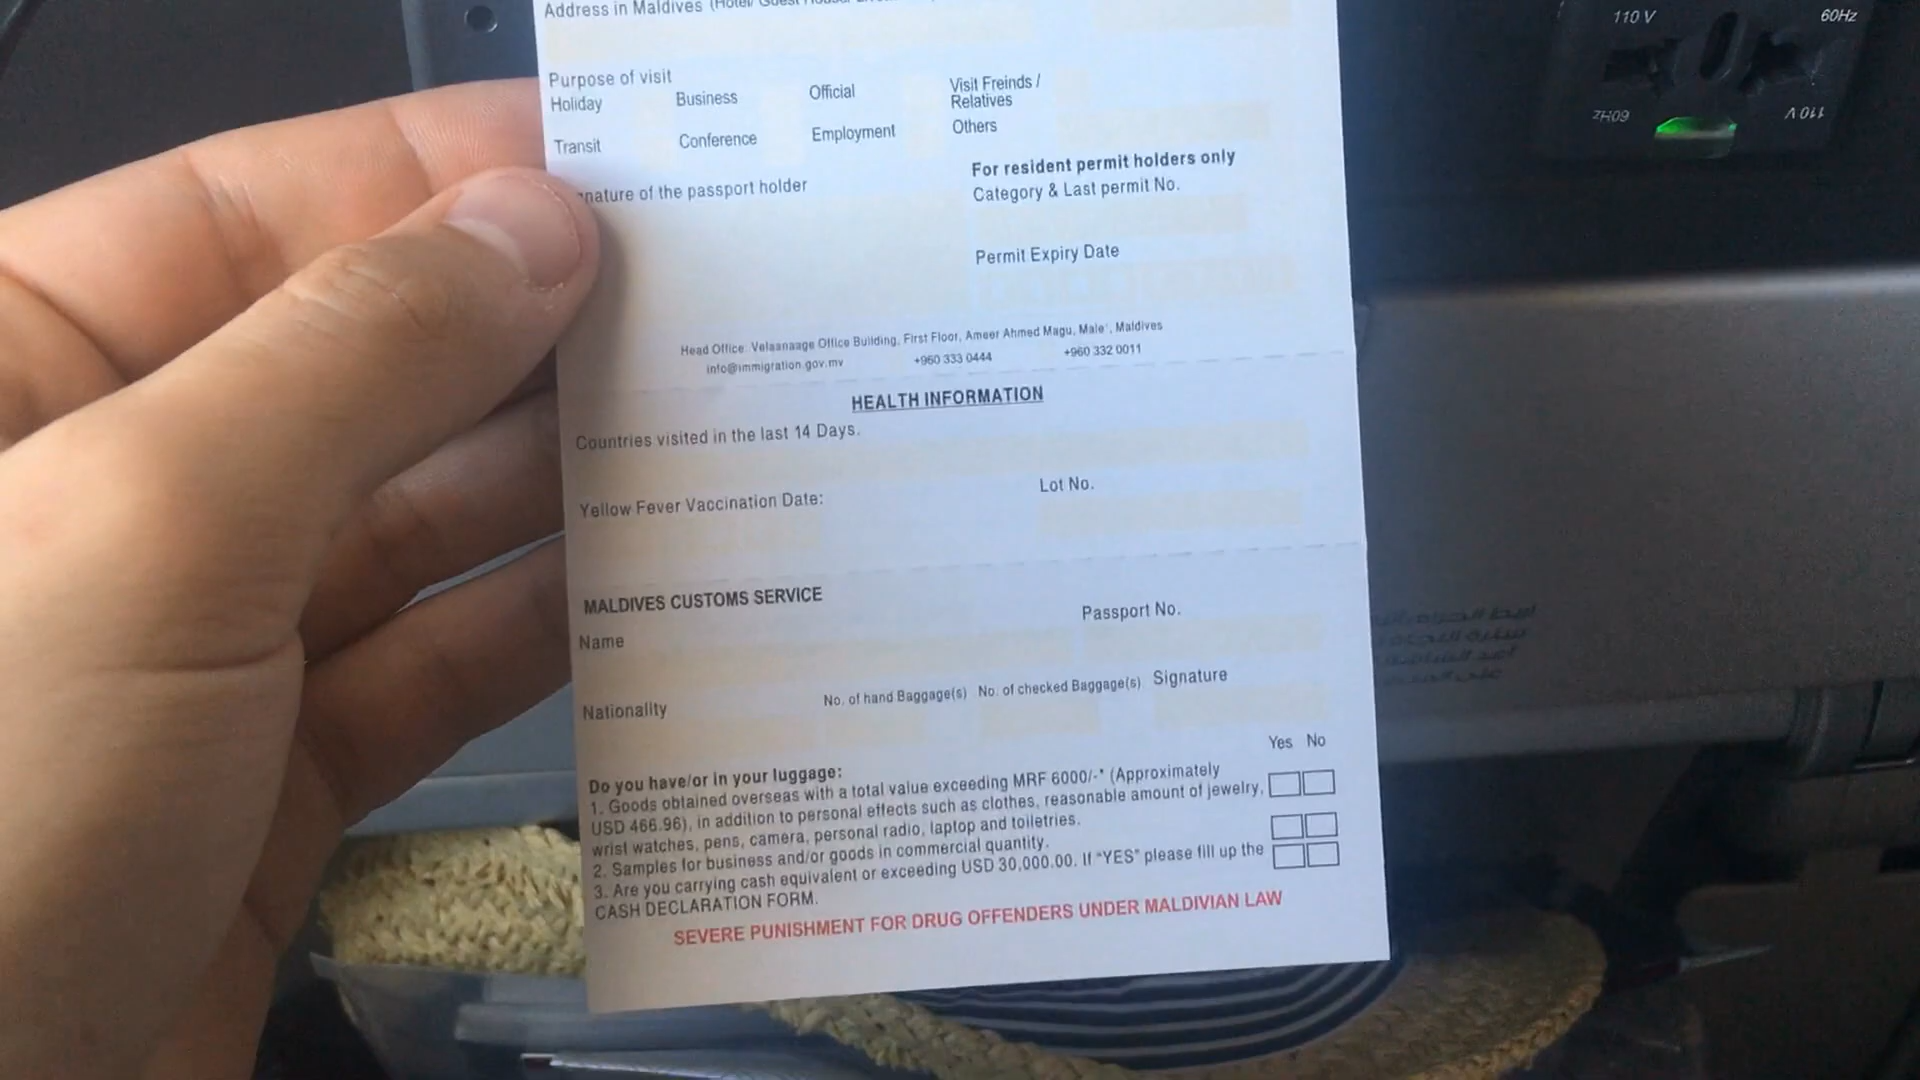 Address in Maldives (Hotel/ Guest House/
Purpose of visit
Holiday Business Official Visit Freinds / Relatives
Transit Conference Employment Others
nature of the passport holder
For resident permit holders only
Category & Last permit No.
Permit Expiry Date
Head Office: Velaanaage Office Building, First Floor, Ameer Ahmed Magu, Male', Maldives
info@immigration.gov.mv +960 333 0444 +960 332 0011
HEALTH INFORMATION
Countries visited in the last 14 Days.
Yellow Fever Vaccination Date: Lot No.
MALDIVES CUSTOMS SERVICE
Name Passport No.
Nationality No. of hand Baggage(s) No. of checked Baggage(s) Signature
Yes No
Do you have/or in your luggage:
1. Goods obtained overseas with a total value exceeding MRF 6000/-* (Approximately
USD 466.96), in addition to personal effects such as clothes, reasonable amount of jewelry,
wrist watches, pens, camera, personal radio, laptop and toiletries.
2. Samples for business and/or goods in commercial quantity.
3. Are you carrying cash equivalent or exceeding USD 30,000.00. If “YES” please fill up the
CASH DECLARATION FORM.
SEVERE PUNISHMENT FOR DRUG OFFENDERS UNDER MALDIVIAN LAW
110 V 60Hz
60Hz 110 V